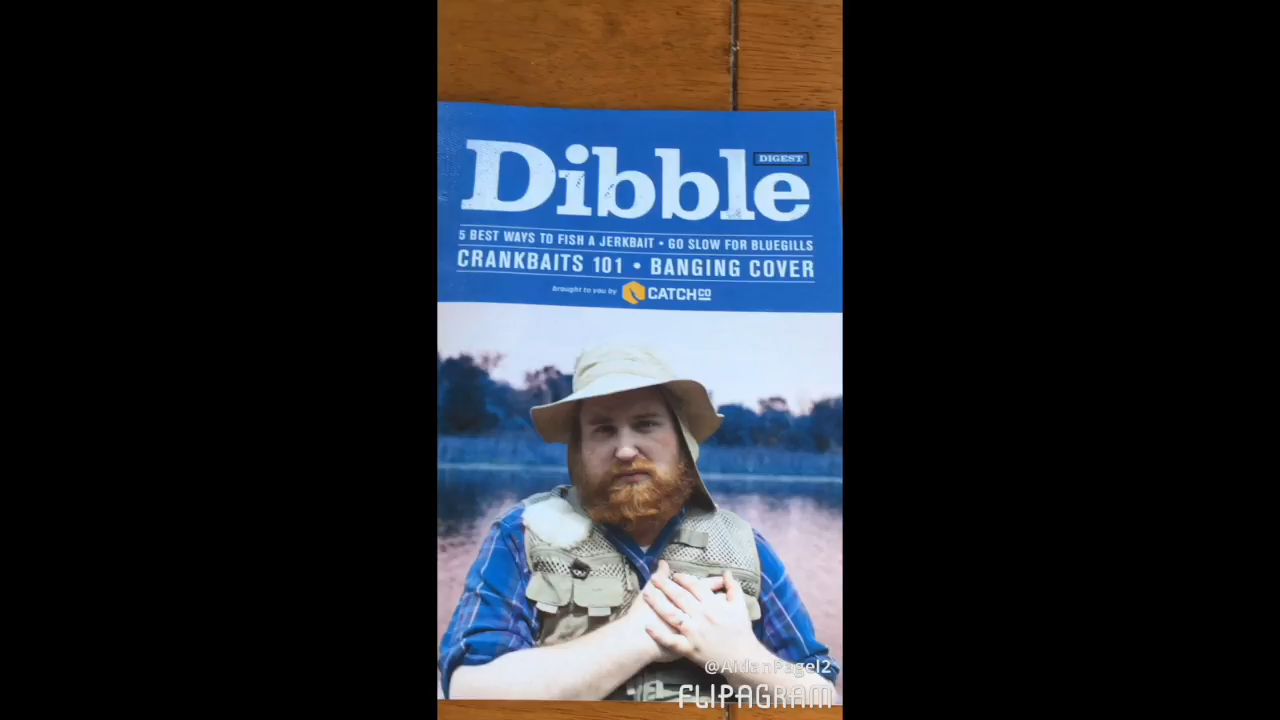 Dibble
DIGEST
5 BEST WAYS TO FISH A JERKBAIT • GO SLOW FOR BLUEGILLS
CRANKBAITS 101 • BANGING COVER
Brought to you by CATCHCO
@AidanPagel2
FLIPAGRAM